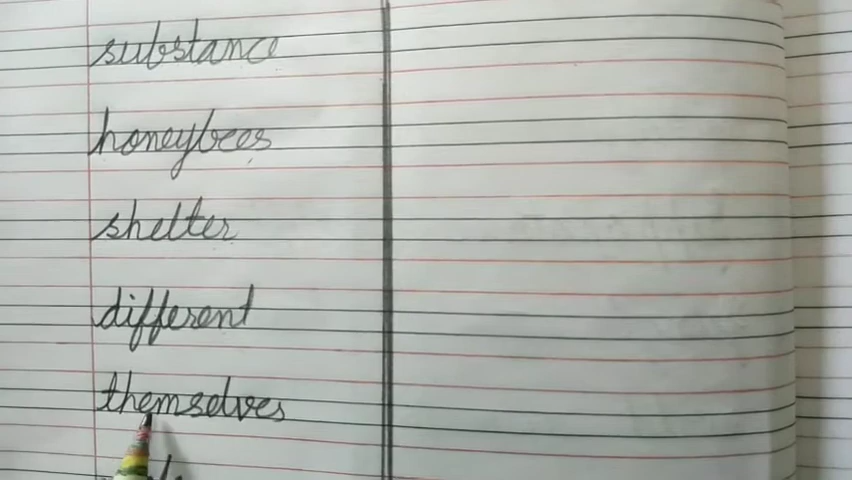 substance
honeybees
shelter
different
themselves